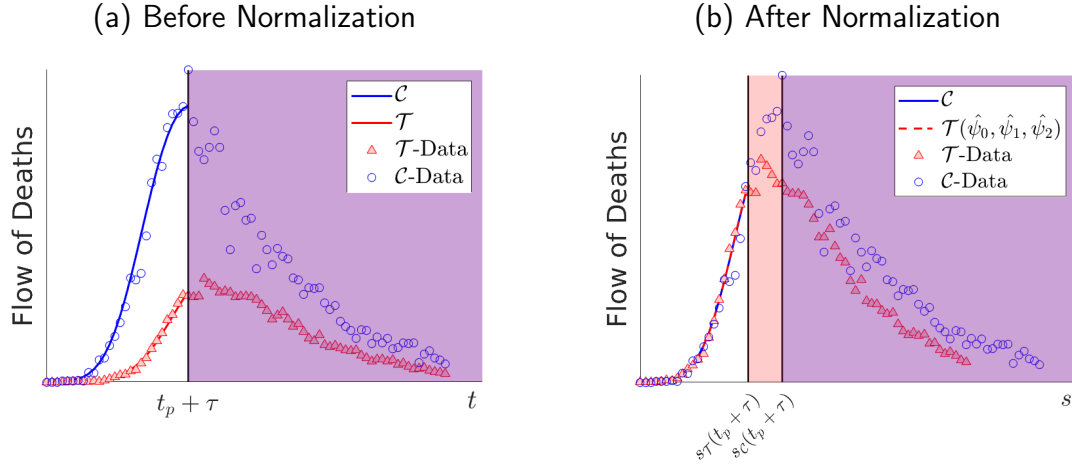 (a) Before Normalization
Flow of Deaths
𝒞
𝒯
𝒯-Data
𝒞-Data
t_p + τ
t
(b) After Normalization
Flow of Deaths
𝒞
𝒯(ψ̂_0, ψ̂_1, ψ̂_2)
𝒯-Data
𝒞-Data
s_𝒯(t_p + τ)
s_𝒞(t_p + τ)
s